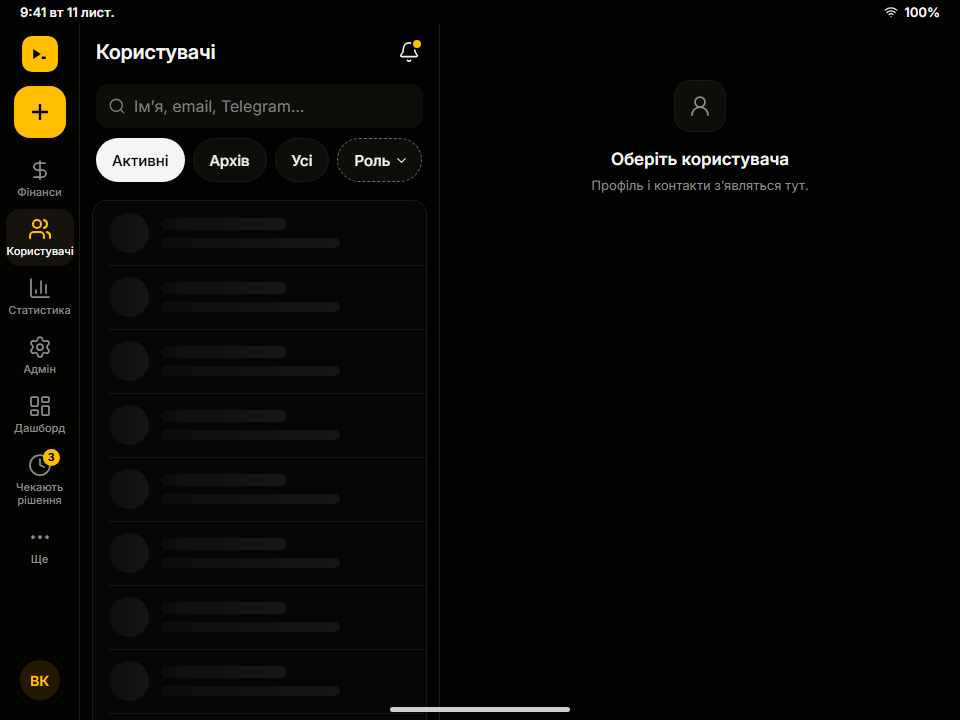 9:41 вт 11 лист.
100%
Користувачі
Ім’я, email, Telegram...
Активні
Архів
Усі
Роль
Фінанси
Користувачі
Статистика
Адмін
Дашборд
3
Чекають
рішення
Ще
ВК
Оберіть користувача
Профіль і контакти з’являться тут.